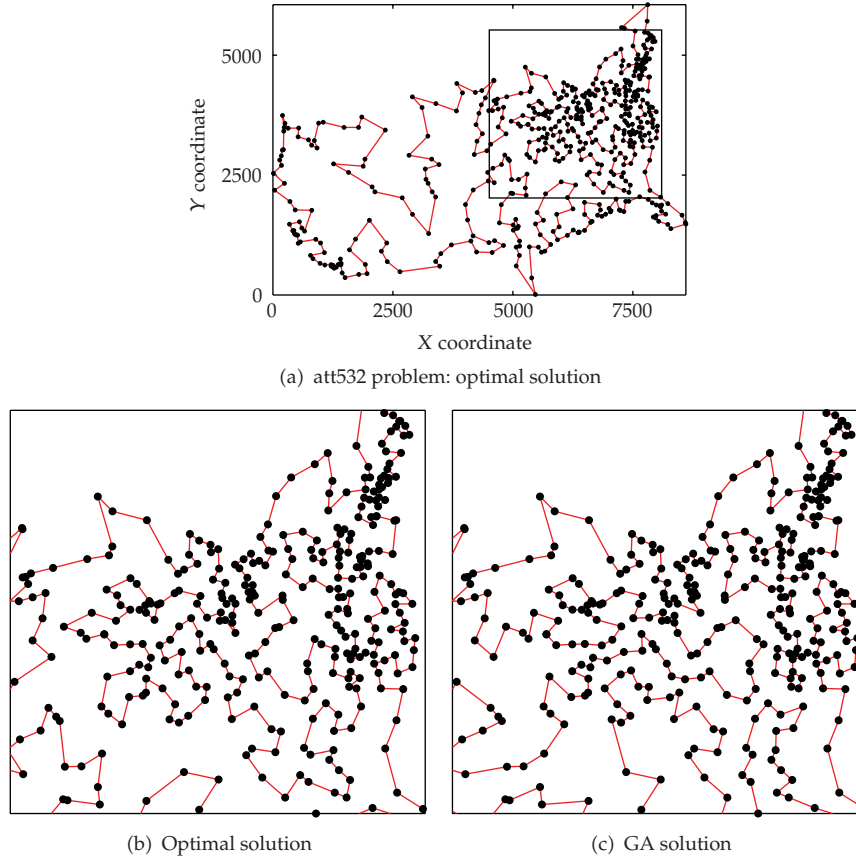 5000
2500
0
0
2500
5000
7500
Y coordinate
X coordinate
(a) att532 problem: optimal solution
(b) Optimal solution
(c) GA solution